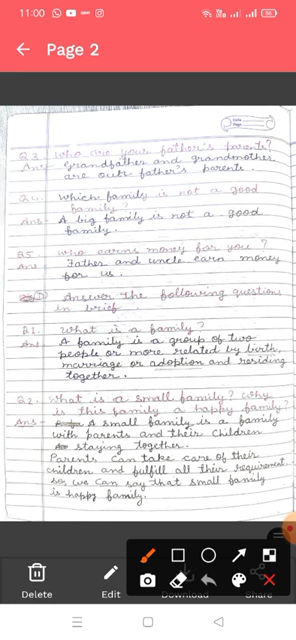 11:00
Page 2
Date
Page
Q3. Who are your father's parents?
Ans- Grandfather and grandmother
are our father's parents.
Q4. Which family is not a good
family?
Ans- A big family is not a good
family.
Q5. Who earns money for you?
Ans Father and uncle earn money
for us.
Answer the following question
in brief.
Q1. What is a family?
Ans A family is a group of two
people or more related by birth,
marriage or adoption and residing
together.
Q2. What is a small family? Why
is this family a happy family?
Ans- A small family is a family
with parents and their children
staying together.
Parents can take care of their
children and fulfill all their requirement
so, we can say that small family
is happy family.
Delete
Edit
Download
Share